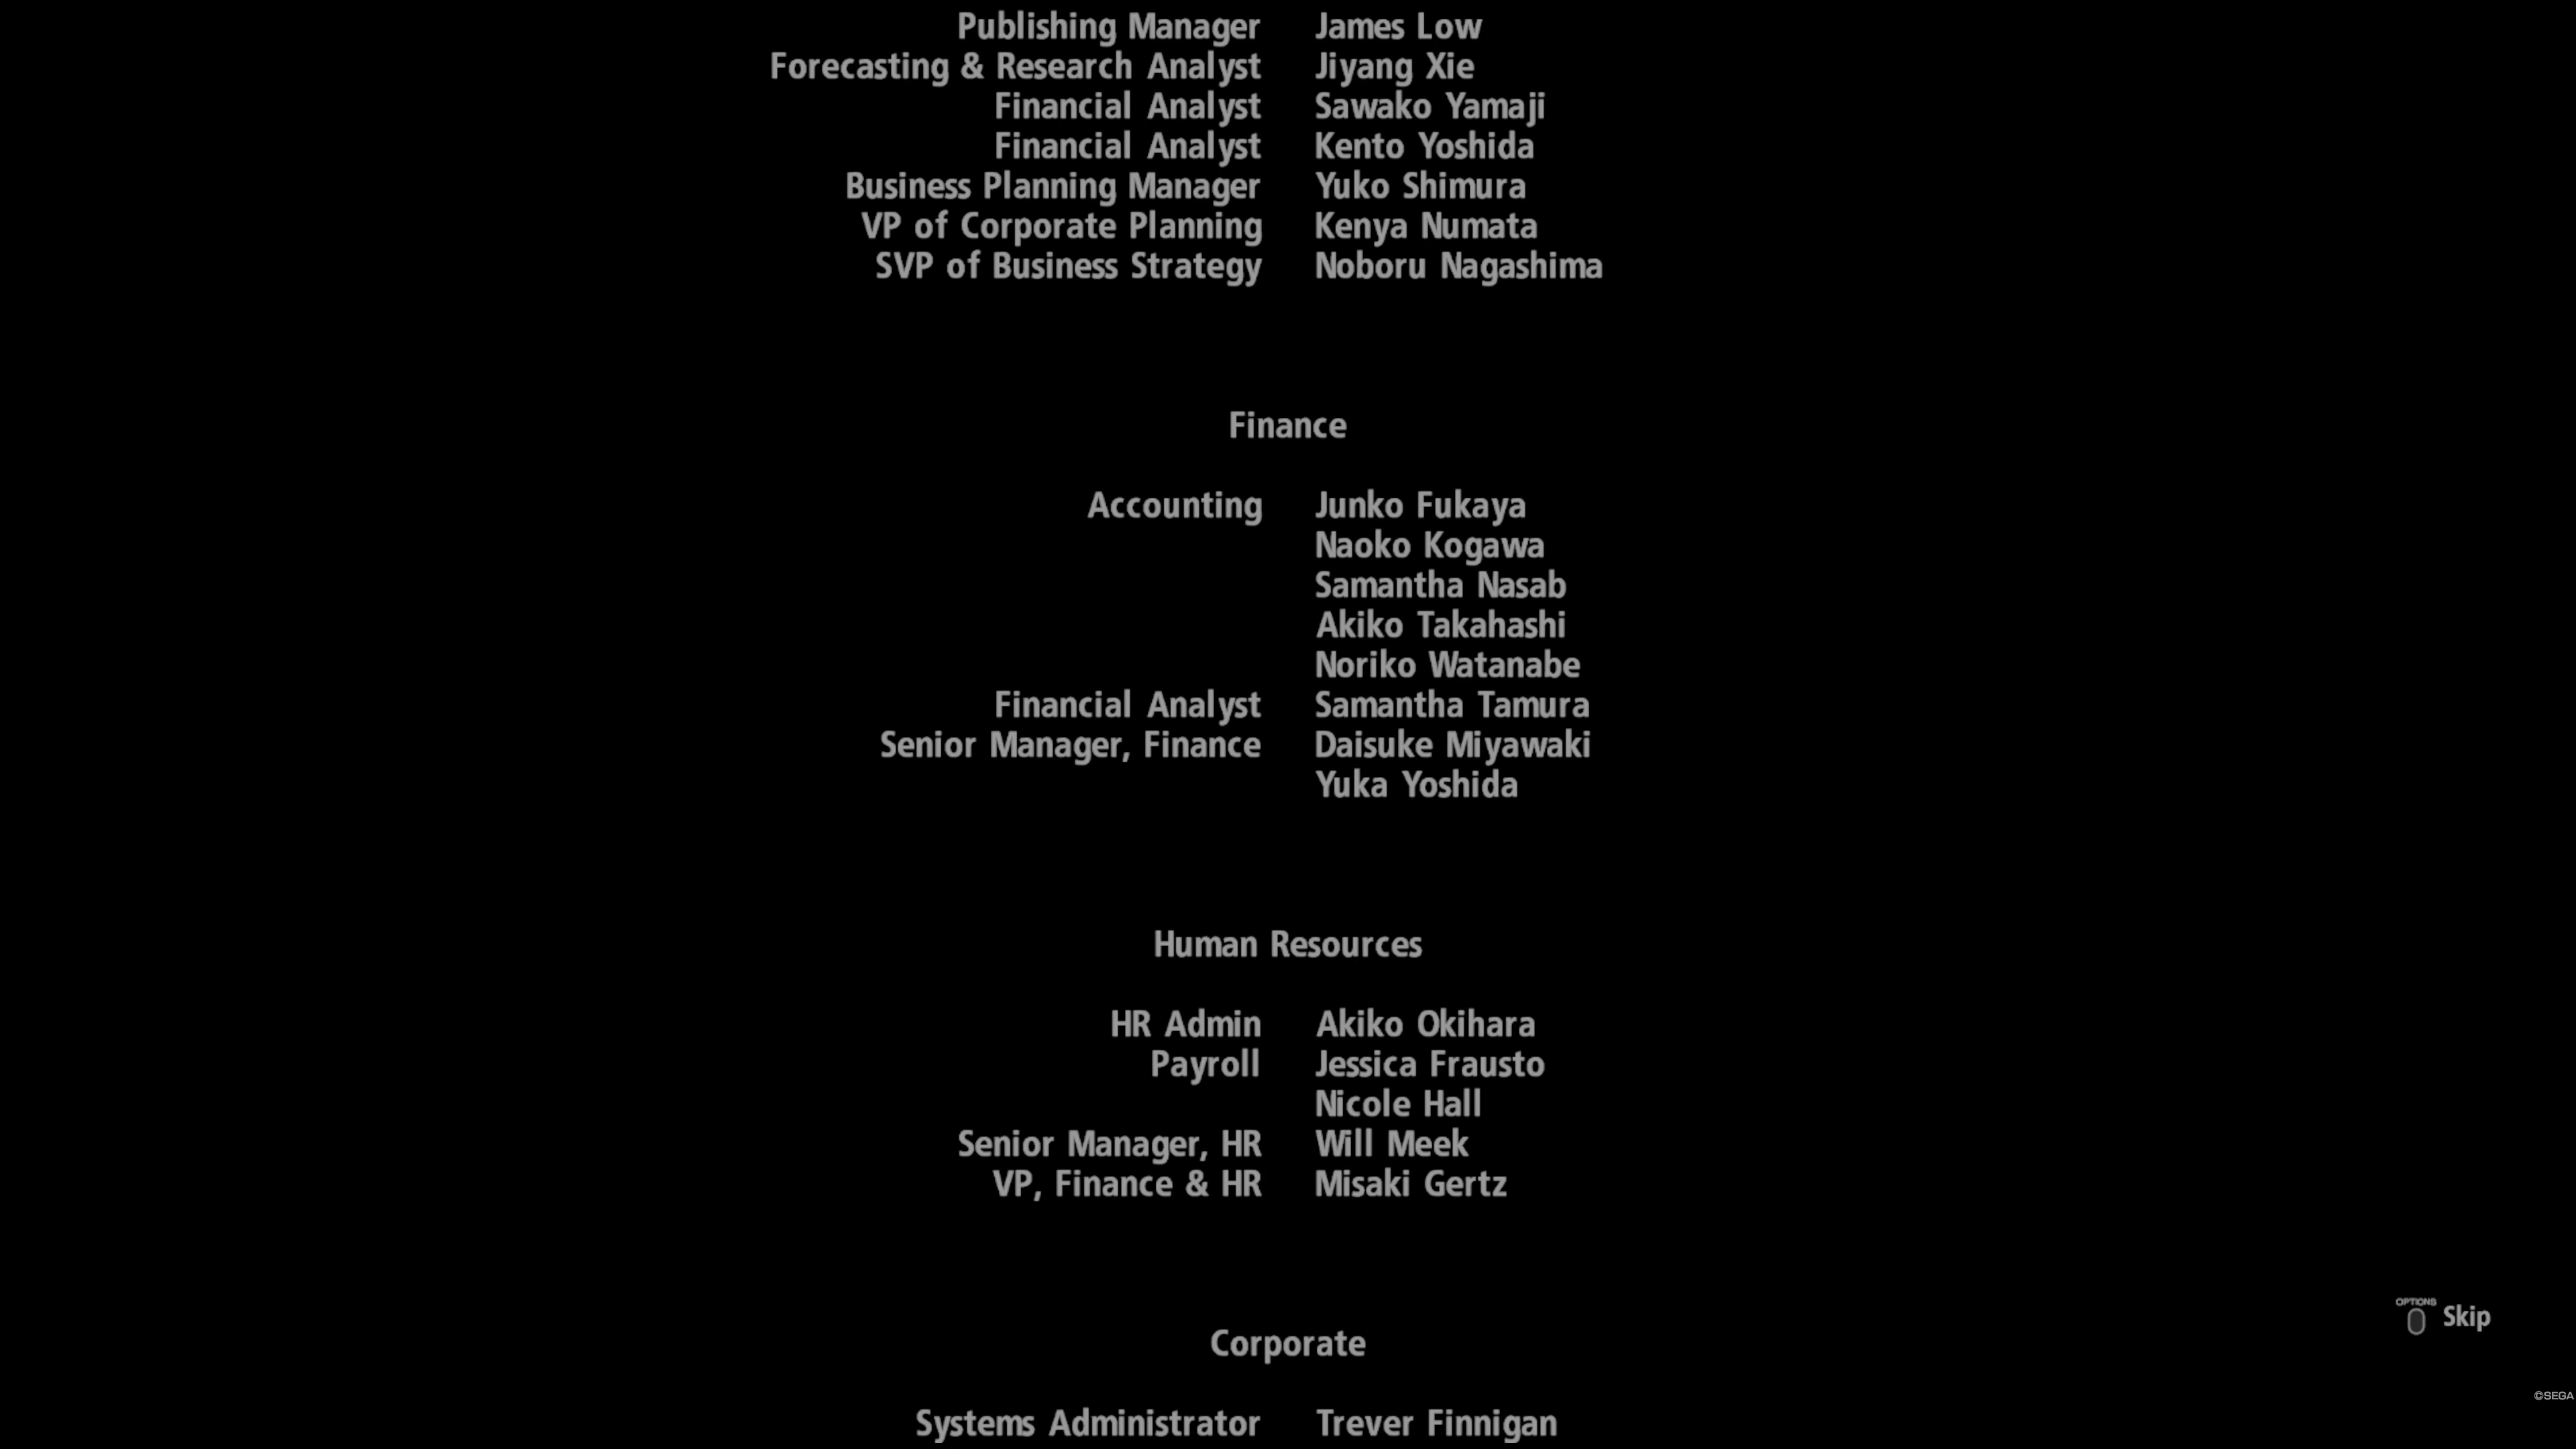 Publishing Manager James Low
Forecasting & Research Analyst Jiyang Xie
Financial Analyst Sawako Yamaji
Financial Analyst Kento Yoshida
Business Planning Manager Yuko Shimura
VP of Corporate Planning Kenya Numata
SVP of Business Strategy Noboru Nagashima
Finance
Accounting Junko Fukaya
Naoko Kogawa
Samantha Nasab
Akiko Takahashi
Noriko Watanabe
Financial Analyst Samantha Tamura
Senior Manager, Finance Daisuke Miyawaki
Yuka Yoshida
Human Resources
HR Admin Akiko Okihara
Payroll Jessica Frausto
Nicole Hall
Senior Manager, HR Will Meek
VP, Finance & HR Misaki Gertz
OPTIONS Skip
Corporate
©SEGA
Systems Administrator Trever Finnigan